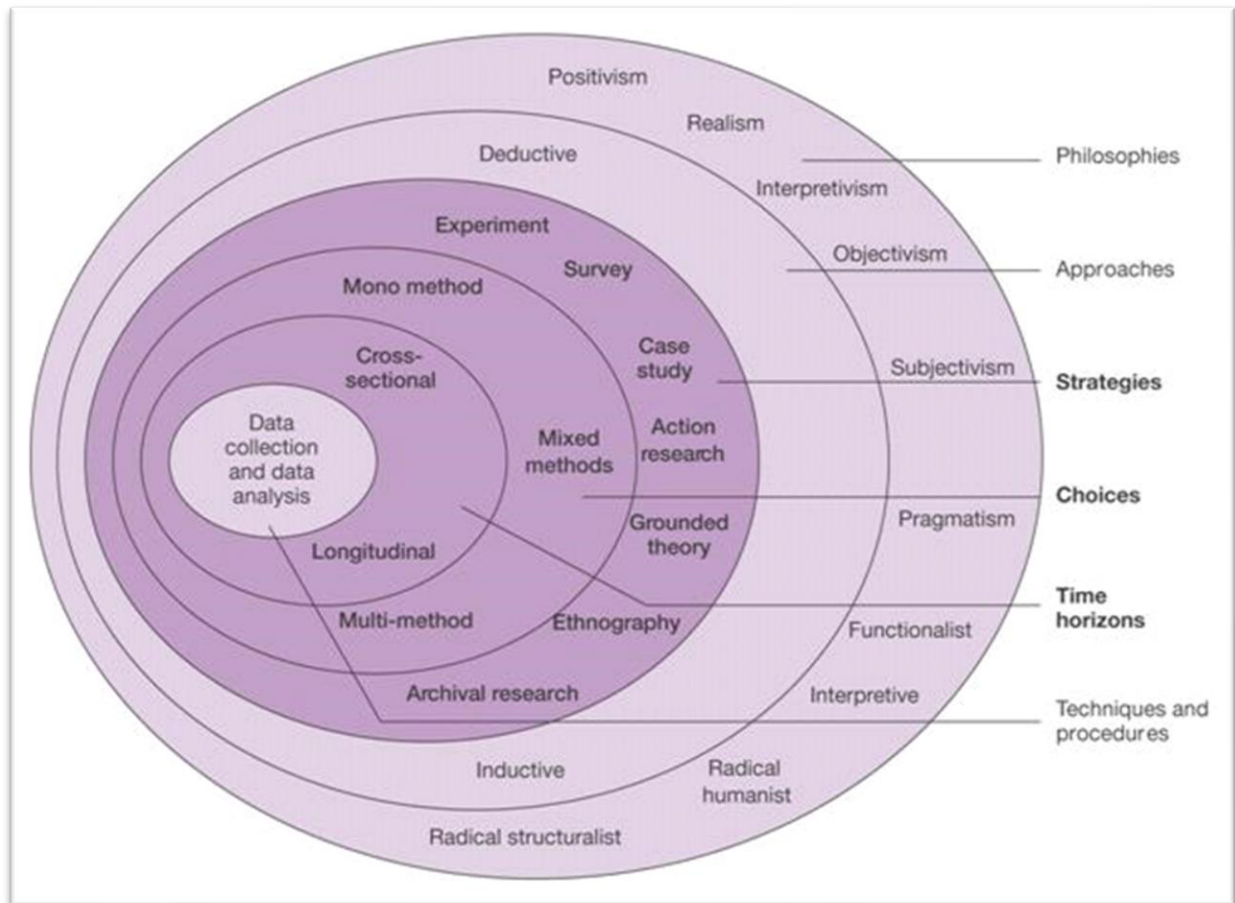 Positivism
Realism
Deductive
Philosophies
Interpretivism
Experiment
Objectivism
Survey
Approaches
Mono method
Case
study
Cross-
sectional
Subjectivism
Strategies
Data
collection
and data
analysis
Mixed
methods
Action
research
Choices
Pragmatism
Grounded
theory
Longitudinal
Time
horizons
Multi-method
Ethnography
Functionalist
Archival research
Interpretive
Techniques and
procedures
Inductive
Radical
humanist
Radical structuralist